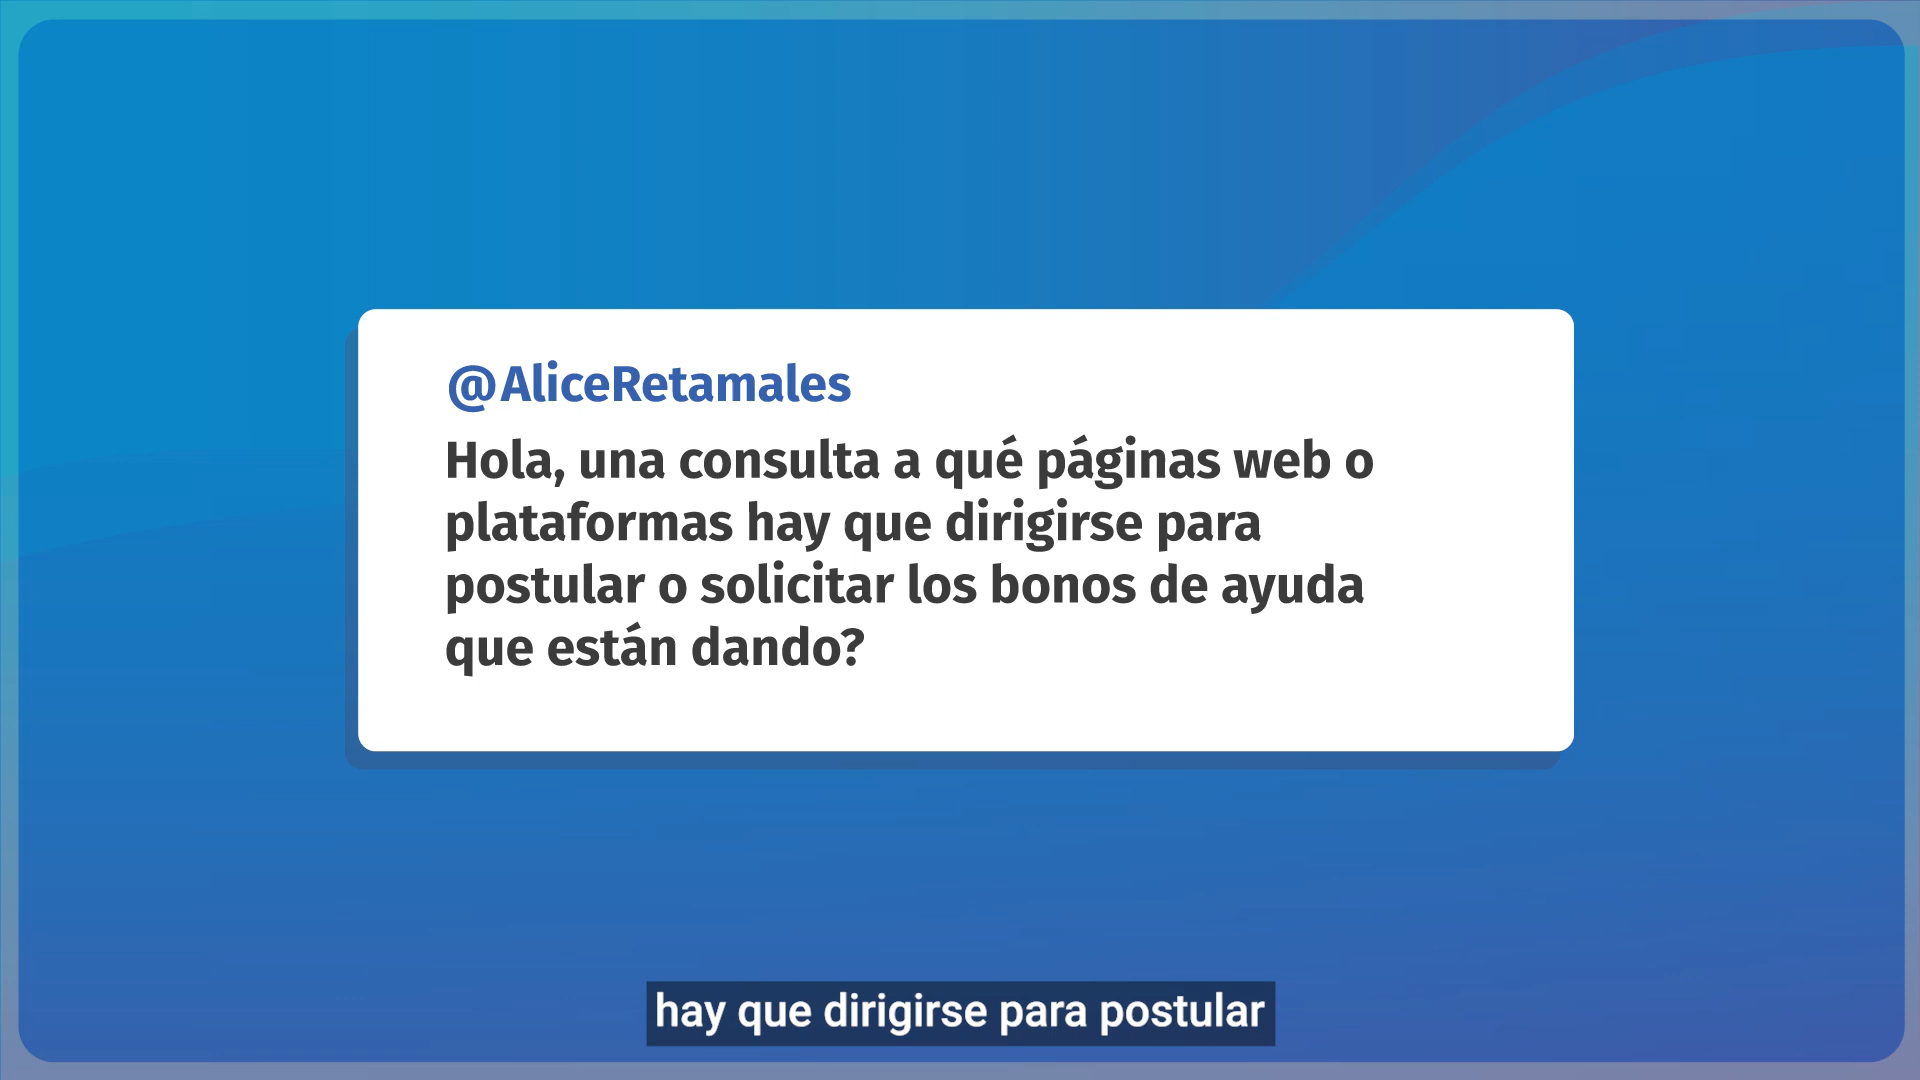 @AliceRetamales
Hola, una consulta a qué páginas web o
plataformas hay que dirigirse para
postular o solicitar los bonos de ayuda
que están dando?
hay que dirigirse para postular